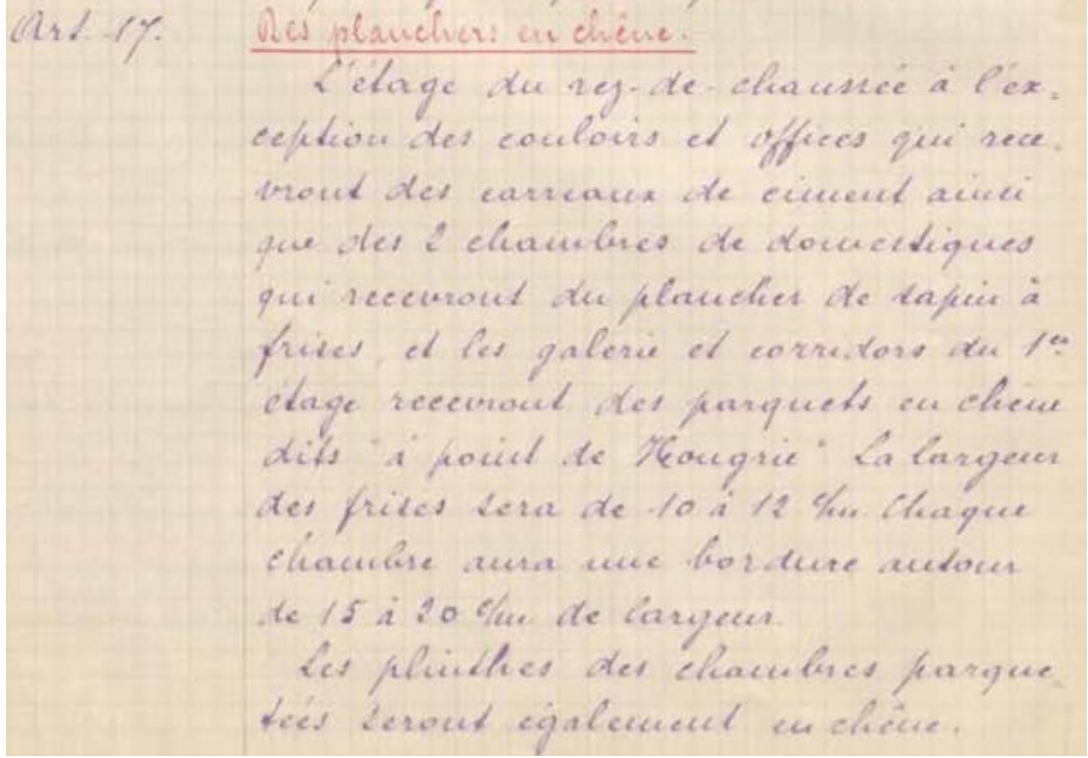 Art. 17. Des planchers en chêne.
L'étage du rez-de-chaussée à l'ex=
ception des couloirs et offices qui rece-
vront des carreaux de ciment ainsi
que des 2 chambres de domestiques
qui recevront du plancher de sapin à
frises, et les galerie et corridors du 1er
étage recevront des parquets en chêne
dits "à point de Hongrie" La largeur
des frises sera de 10 à 12 c/m. Chaque
chambre aura une bordure autour
de 15 à 20 c/m de largeur.
Les plinthes des chambres parque-
tées seront également en chêne.